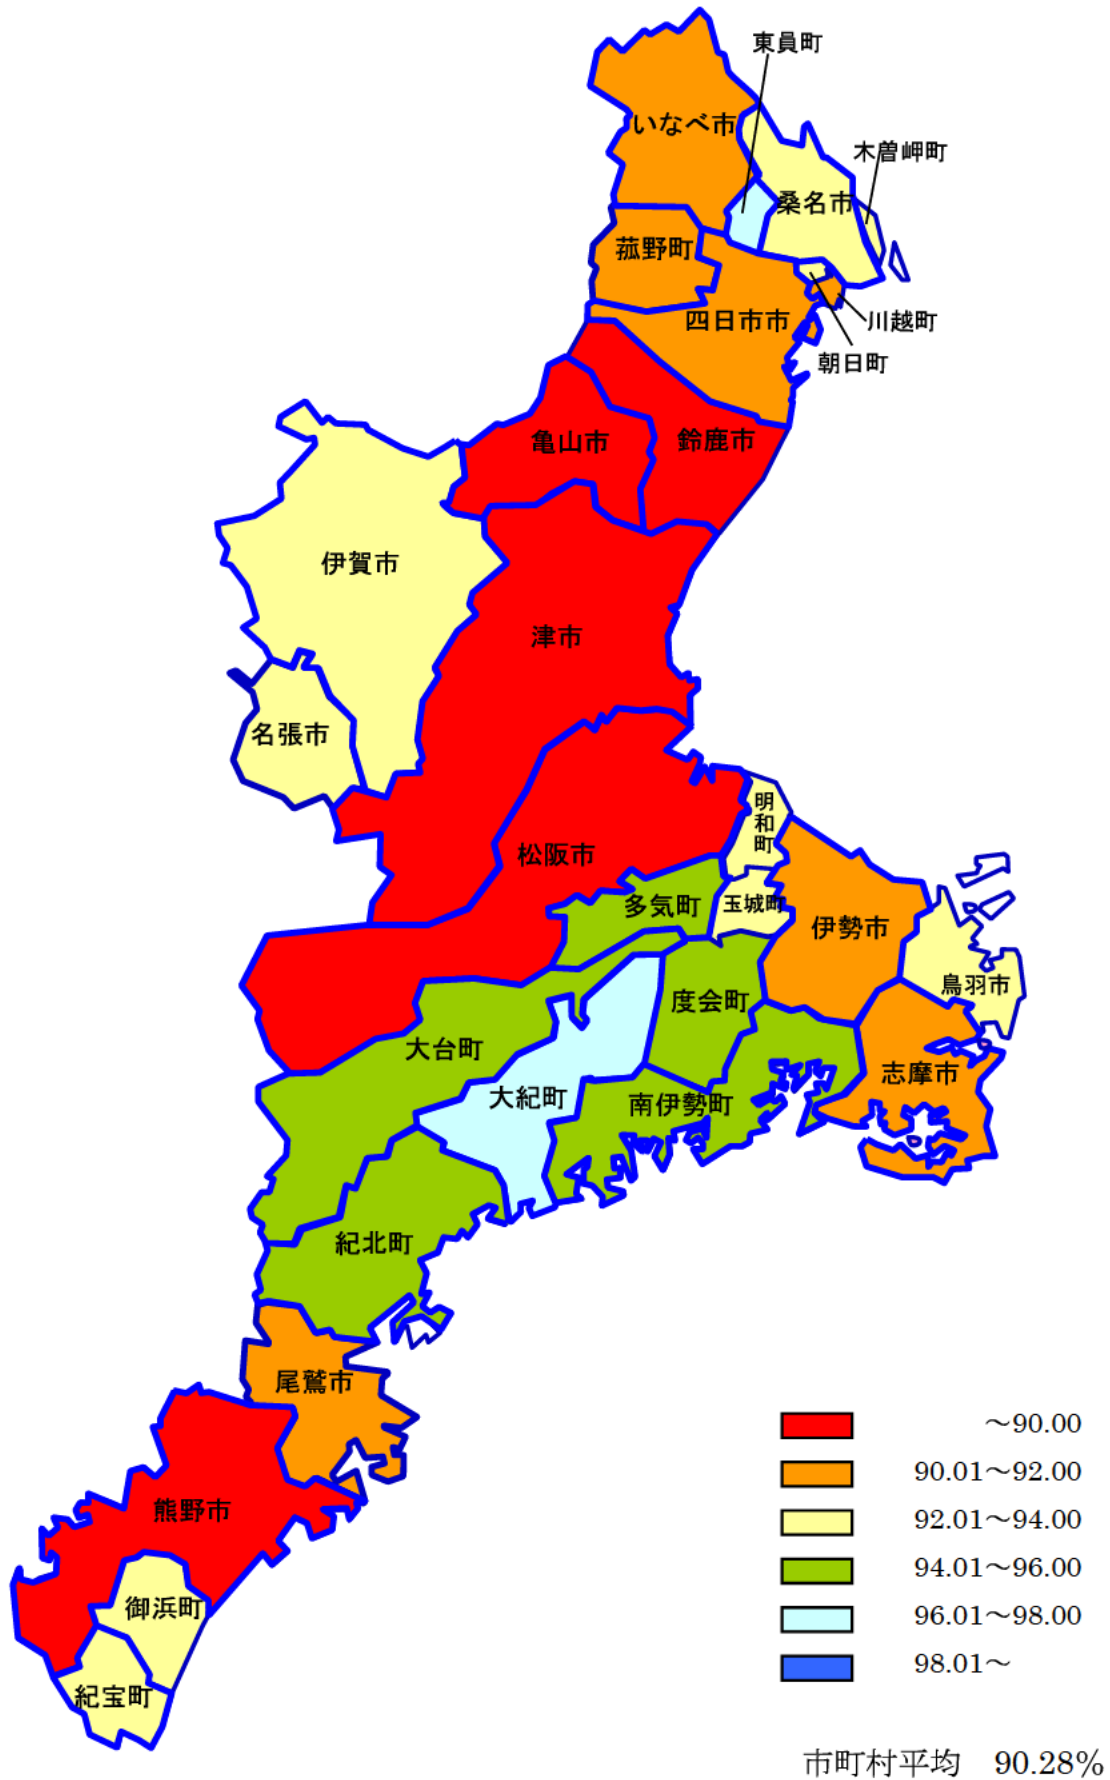 東員町
いなべ市
木曽岬町
桑名市
菰野町
四日市市
川越町
朝日町
亀山市
鈴鹿市
伊賀市
津市
名張市
明和町
松阪市
多気町
玉城町
伊勢市
鳥羽市
度会町
大台町
志摩市
大紀町
南伊勢町
紀北町
尾鷲市
熊野市
御浜町
紀宝町
～90.00
90.01～92.00
92.01～94.00
94.01～96.00
96.01～98.00
98.01～
市町村平均 90.28%